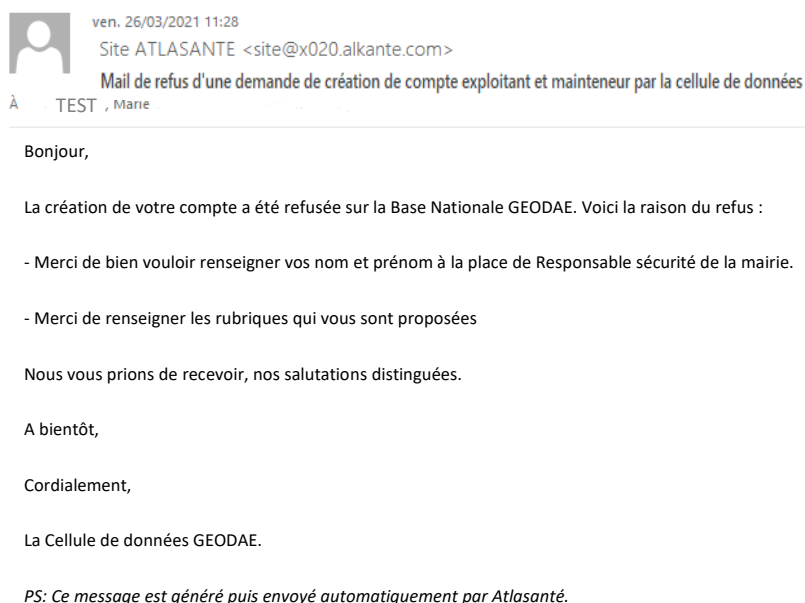 ven. 26/03/2021 11:28
Site ATLASANTE <site@x020.alkante.com>
Mail de refus d'une demande de création de compte exploitant et mainteneur par la cellule de données
À TEST , Marie
Bonjour,
La création de votre compte a été refusée sur la Base Nationale GEODAE. Voici la raison du refus :
- Merci de bien vouloir renseigner vos nom et prénom à la place de Responsable sécurité de la mairie.
- Merci de renseigner les rubriques qui vous sont proposées
Nous vous prions de recevoir, nos salutations distinguées.
A bientôt,
Cordialement,
La Cellule de données GEODAE.
PS: Ce message est généré puis envoyé automatiquement par Atlasanté.